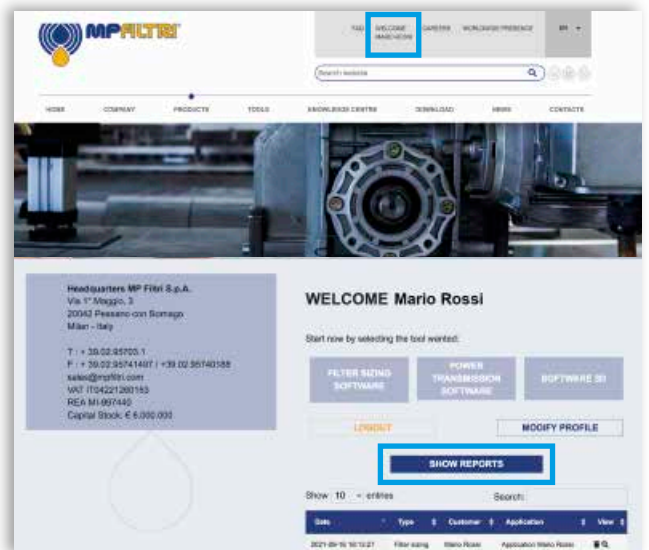 MPFILTRI
FAQ
WELCOME
MARIO ROSSI
CAREERS
WORLDWIDE PRESENCE
EN
Search website
HOME
COMPANY
PRODUCTS
TOOLS
KNOWLEDGE CENTRE
DOWNLOAD
NEWS
CONTACTS
Headquarters MP Filtri S.p.A.
Via 1° Maggio, 3
20042 Pessano con Bornago
Milan - Italy
T : + 39.02.95703.1
F : + 39.02.95741497 / +39.02.95740188
sales@mpfiltri.com
VAT IT04221260153
REA MI-997440
Capital Stock: € 6.000.000
WELCOME Mario Rossi
Start now by selecting the tool wanted:
FILTER SIZING
SOFTWARE
POWER
TRANSMISSION
SOFTWARE
SOFTWARE 3D
LOGOUT
MODIFY PROFILE
SHOW REPORTS
Show 10 entries
Search:
Date Type Customer Application View
Filter sizing Mario Rossi Application Mario Rossi